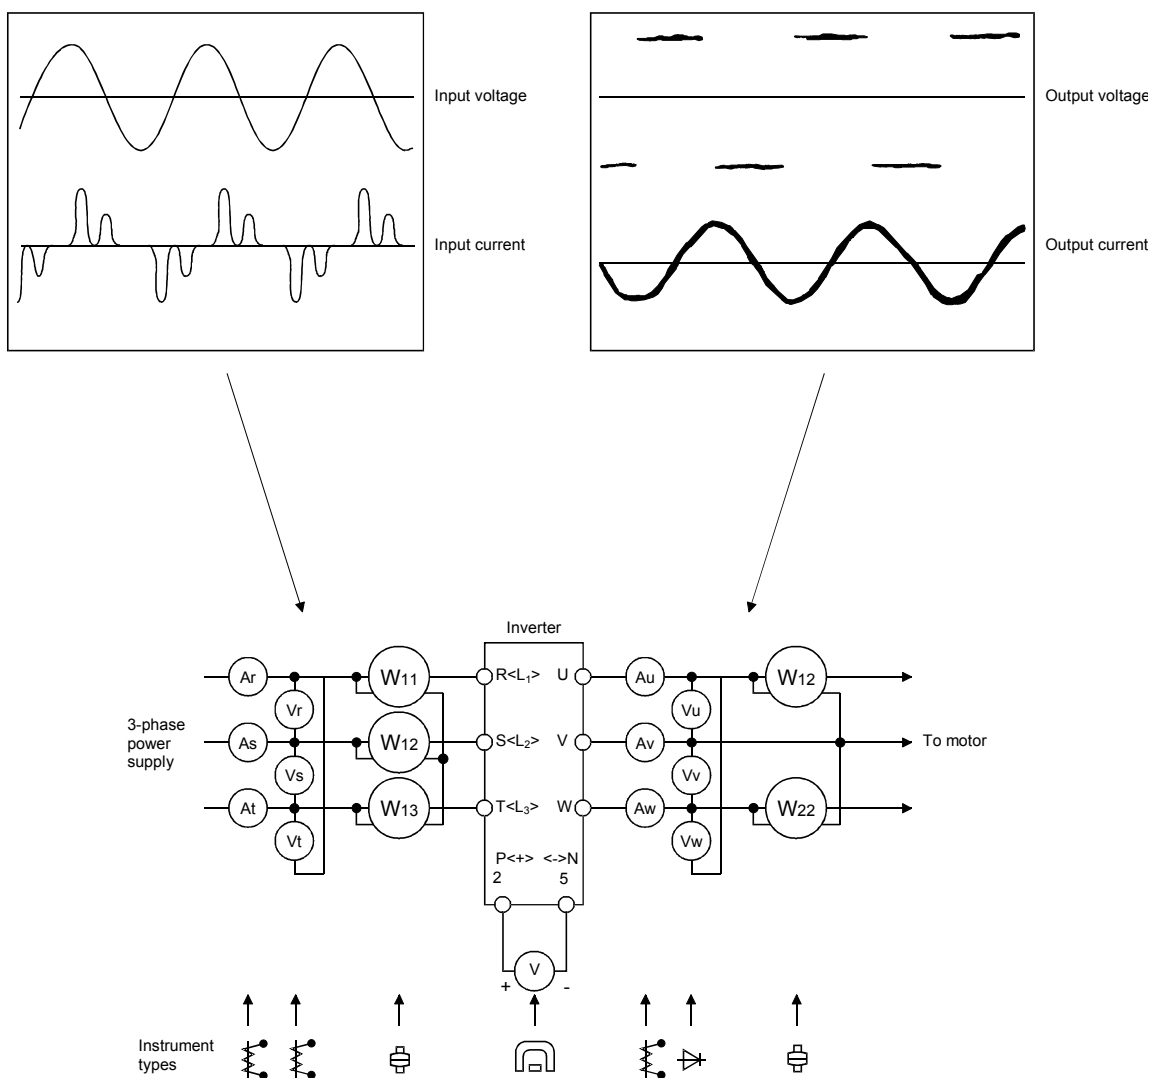 Input voltage
Input current
Output voltage
Output current
Inverter
3-phase
power
supply
Ar
As
At
Vr
Vs
Vt
W11
W12
W13
R<L1>
S<L2>
T<L3>
U
V
W
P<+> <->N
2 5
V
+ -
Au
Av
Aw
Vu
Vv
Vw
W12
W22
To motor
Instrument
types